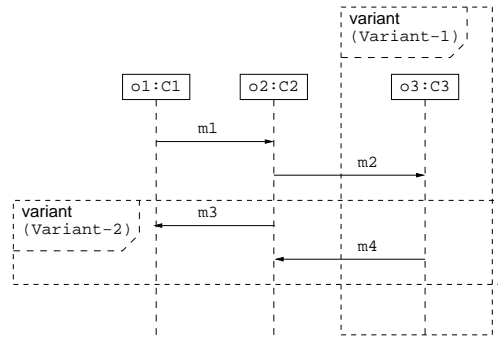 variant
(Variant-1)
o1:C1 o2:C2 o3:C3
m1
m2
variant
(Variant-2)
m3
m4